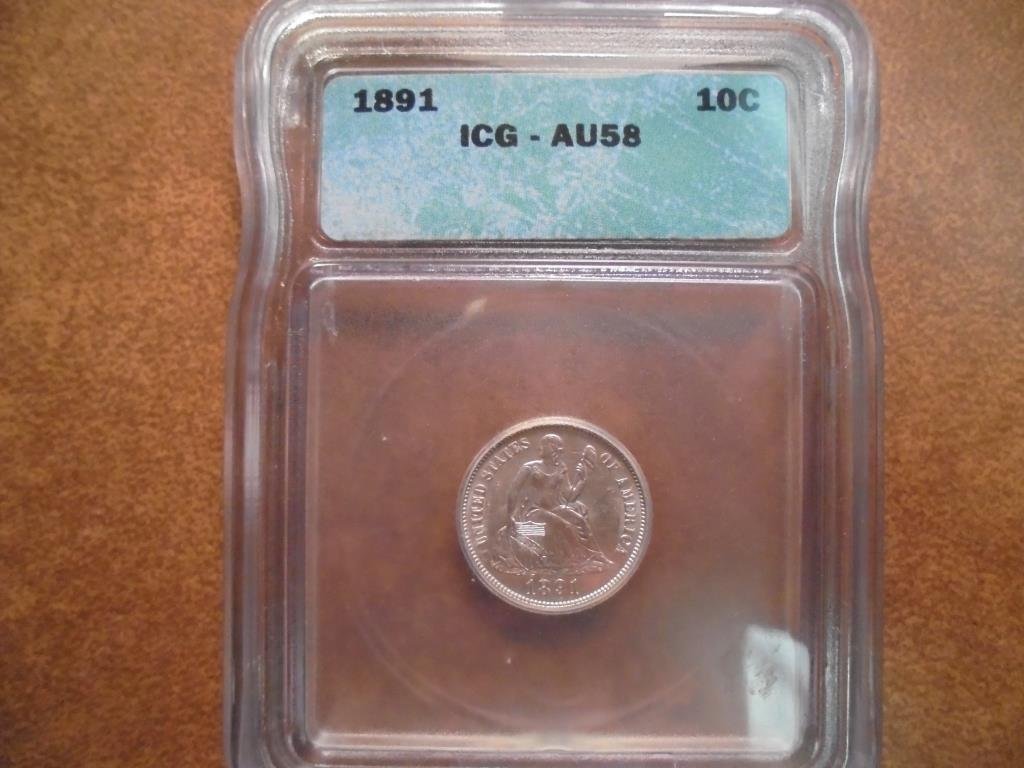 1891 10C
ICG - AU58
UNITED STATES OF AMERICA
1891